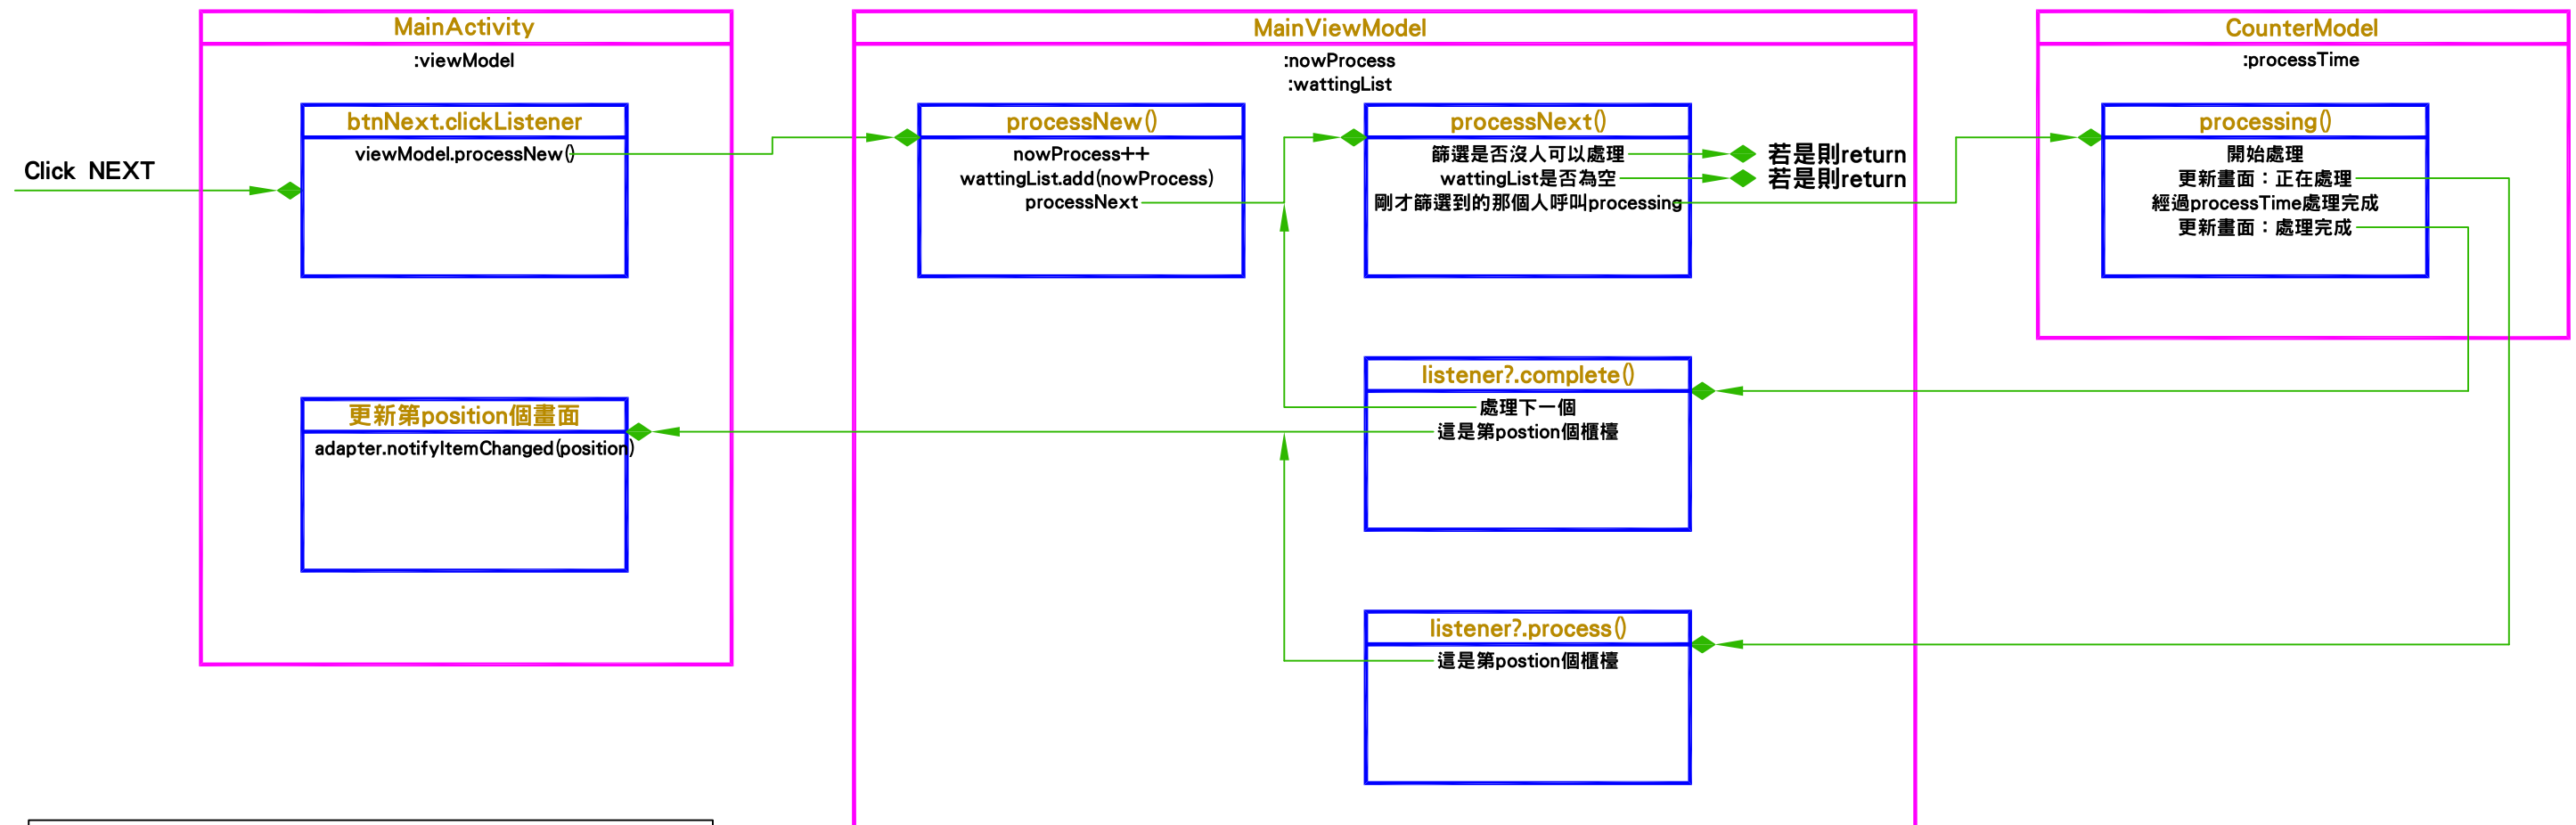 MainActivity
:viewModel
Click NEXT
btnNext.clickListener
viewModel.processNew()
更新第position個畫面
adapter.notifyItemChanged(position)
MainViewModel
:nowProcess
:wattingList
processNew()
nowProcess++
wattingList.add(nowProcess)
processNext
processNext()
篩選是否沒人可以處理
若是則return
wattingList是否為空
若是則return
剛才篩選到的那個人呼叫processing
listener?.complete()
處理下一個
這是第postion個櫃檯
listener?.process()
這是第postion個櫃檯
CounterModel
:processTime
processing()
開始處理
更新畫面：正在處理
經過processTime處理完成
更新畫面：處理完成